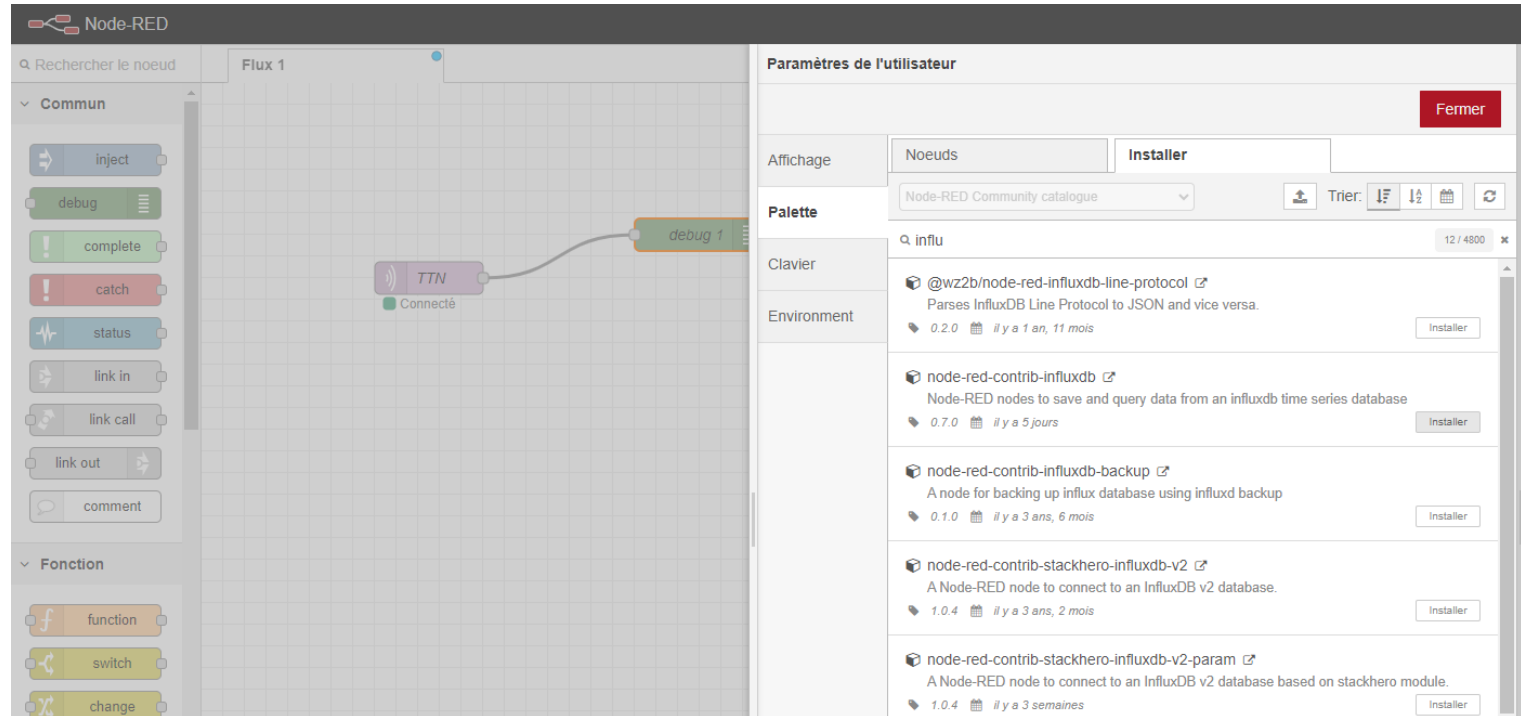 Node-RED
Rechercher le noeud
Flux 1
Commun
inject
debug
complete
catch
status
link in
link call
link out
comment
Fonction
function
switch
change
TTN
Connecté
debug 1
Paramètres de l'utilisateur
Fermer
Affichage
Palette
Clavier
Environment
Noeuds
Installer
Node-RED Community catalogue
Trier:
influ
12 / 4800
@wz2b/node-red-influxdb-line-protocol
Parses InfluxDB Line Protocol to JSON and vice versa.
0.2.0 il y a 1 an, 11 mois
Installer
node-red-contrib-influxdb
Node-RED nodes to save and query data from an influxdb time series database
0.7.0 il y a 5 jours
Installer
node-red-contrib-influxdb-backup
A node for backing up influx database using influxd backup
0.1.0 il y a 3 ans, 6 mois
Installer
node-red-contrib-stackhero-influxdb-v2
A Node-RED node to connect to an InfluxDB v2 database.
1.0.4 il y a 3 ans, 2 mois
Installer
node-red-contrib-stackhero-influxdb-v2-param
A Node-RED node to connect to an InfluxDB v2 database based on stackhero module.
1.0.4 il y a 3 semaines
Installer